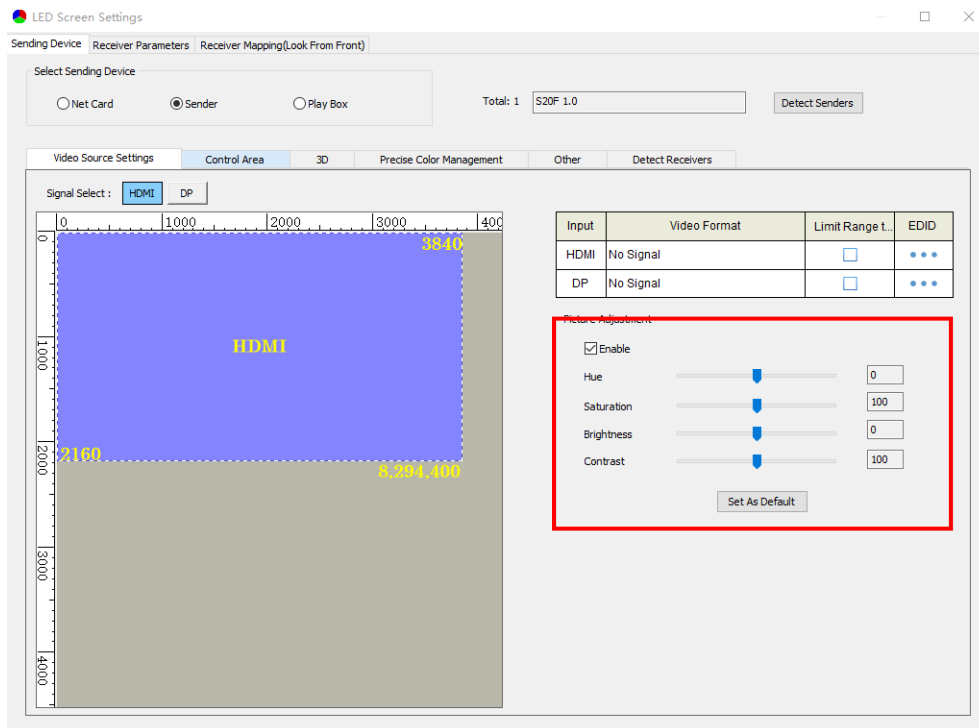 LED Screen Settings
Sending Device Receiver Parameters Receiver Mapping(Look From Front)
Select Sending Device
Net Card Sender Play Box Total: 1 S20F 1.0 Detect Senders
Video Source Settings Control Area 3D Precise Color Management Other Detect Receivers
Signal Select : HDMI DP
0 1000 2000 3000 400
0
3840
1000
HDMI
2000
2160
8,294,400
3000
4000
Input Video Format Limit Range t... EDID
HDMI No Signal
DP No Signal
Picture Adjustment
Enable
Hue 0
Saturation 100
Brightness 0
Contrast 100
Set As Default